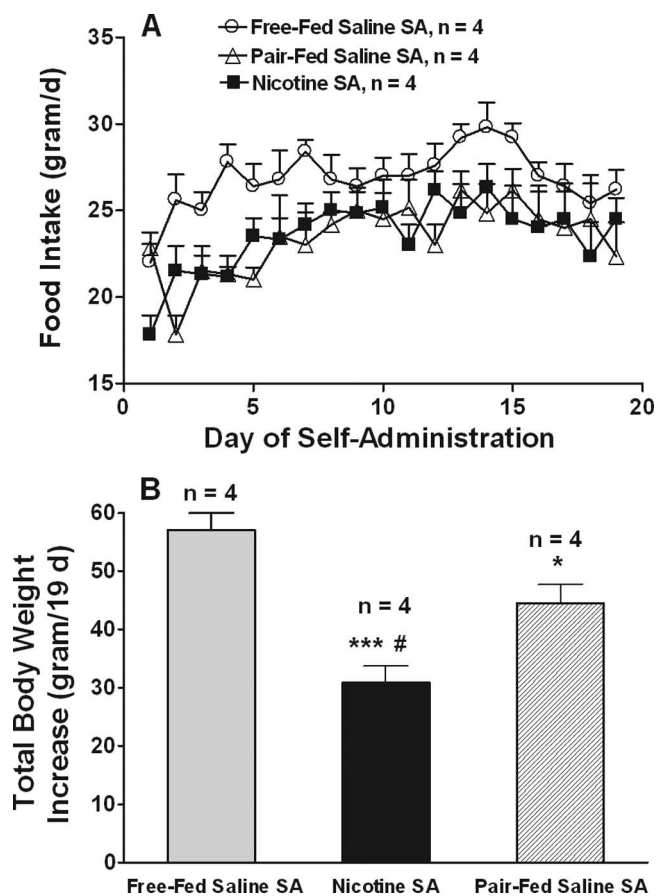 A
Free-Fed Saline SA, n = 4
Pair-Fed Saline SA, n = 4
Nicotine SA, n = 4
Food Intake (gram/d)
35
30
25
20
15
0
5
10
15
20
Day of Self-Administration
B
Total Body Weight
Increase (gram/19 d)
60
50
40
30
20
10
0
n = 4
n = 4
*** #
n = 4
*
Free-Fed Saline SA
Nicotine SA
Pair-Fed Saline SA